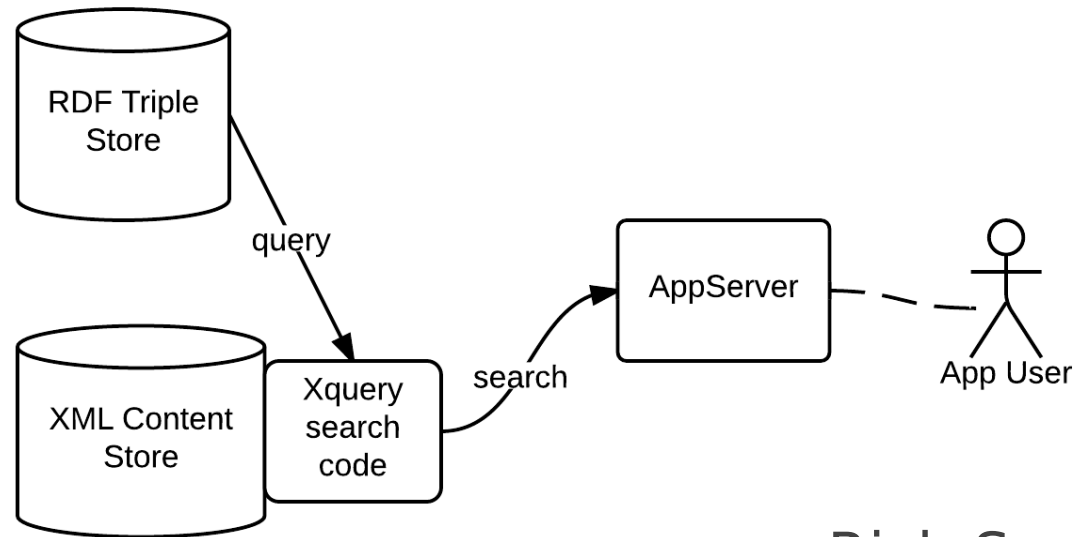 RDF Triple
Store
query
XML Content
Store
Xquery
search
code
search
AppServer
App User